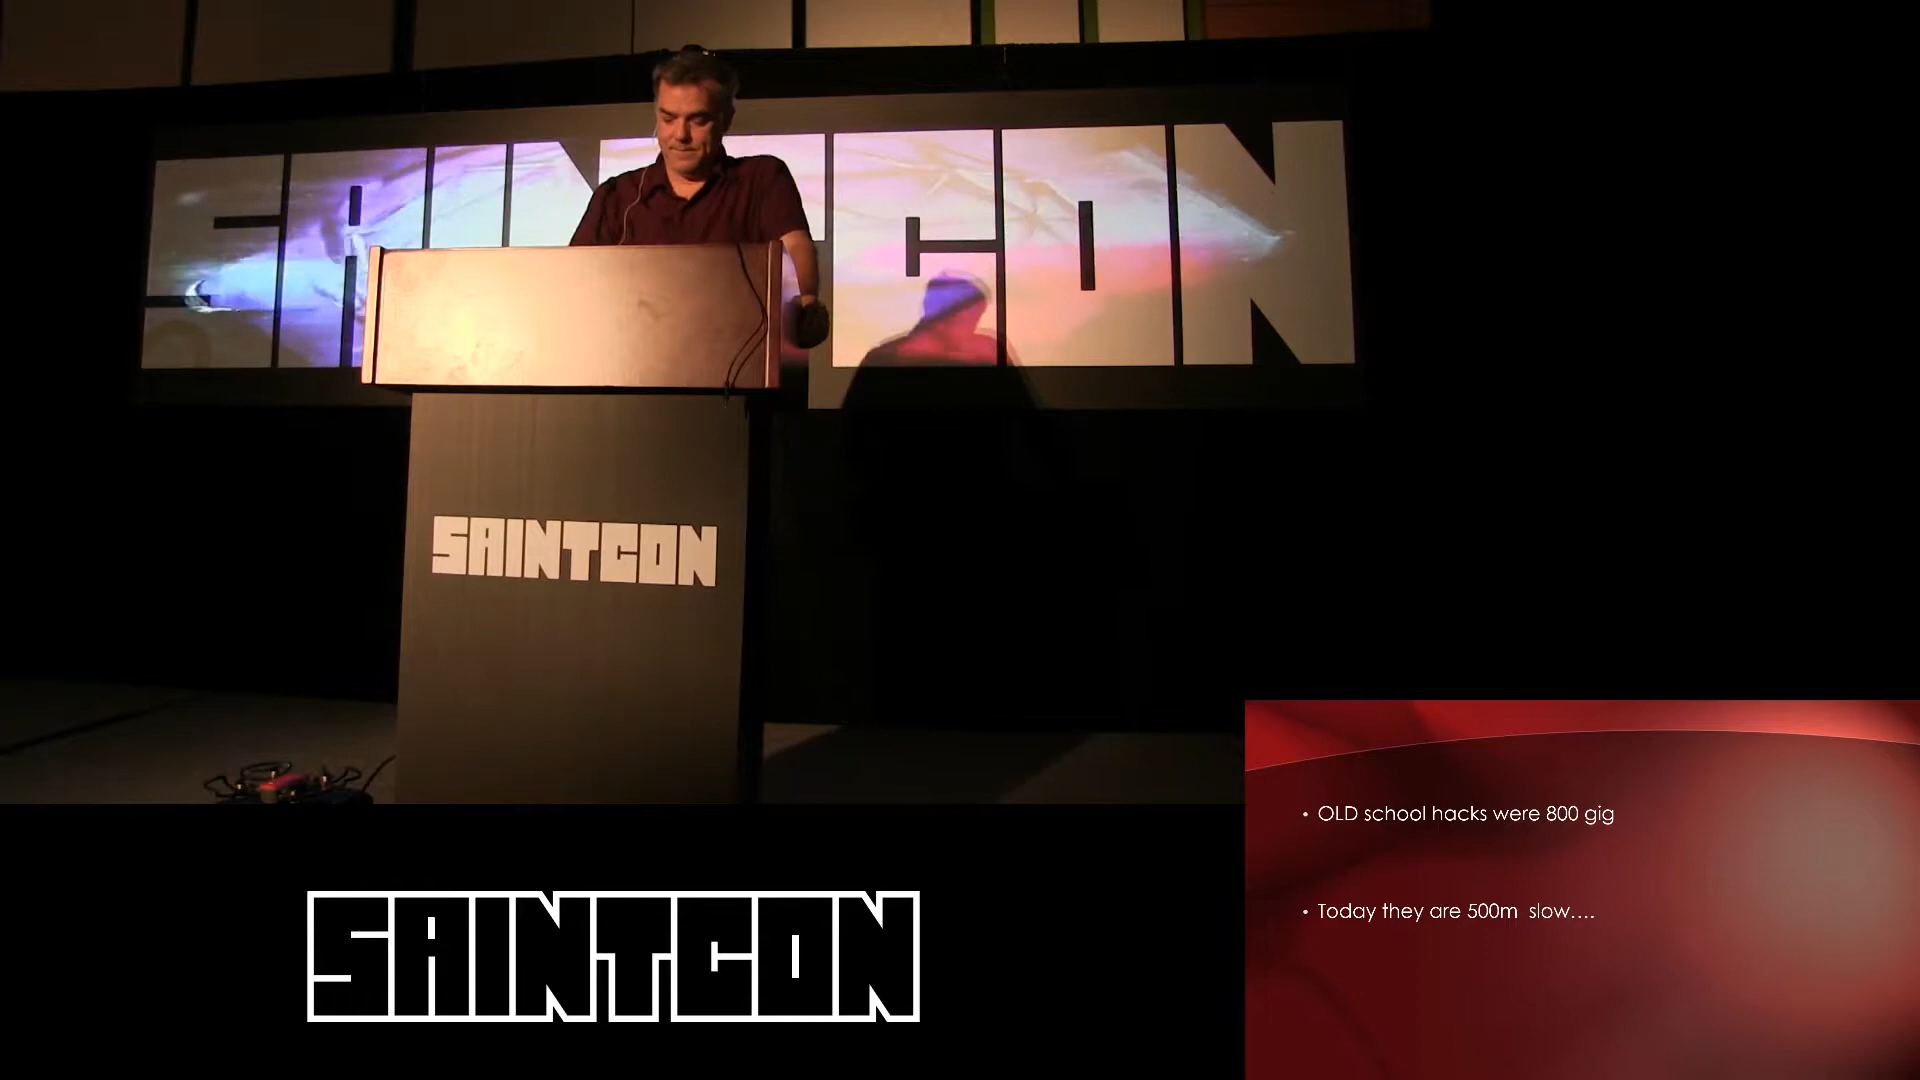 SAINTCON
SAINTCON
• OLD school hacks were 800 gig
• Today they are 500m  slow....
SAINTCON